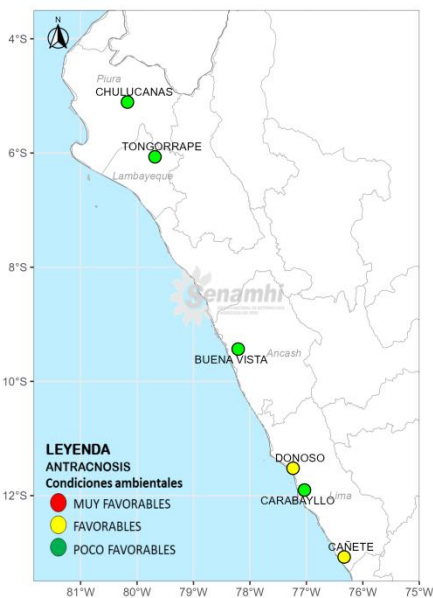 N
4°S
Piura
CHULUCANAS
6°S
TONGORRAPE
Lambayeque
8°S
Senamhi
BUENA VISTA
Ancash
10°S
LEYENDA
ANTRACNOSIS
Condiciones ambientales
MUY FAVORABLES
FAVORABLES
POCO FAVORABLES
DONOSO
12°S
CARABAYLLO
Lima
CAÑETE
81°W 80°W 79°W 78°W 77°W 76°W 75°W